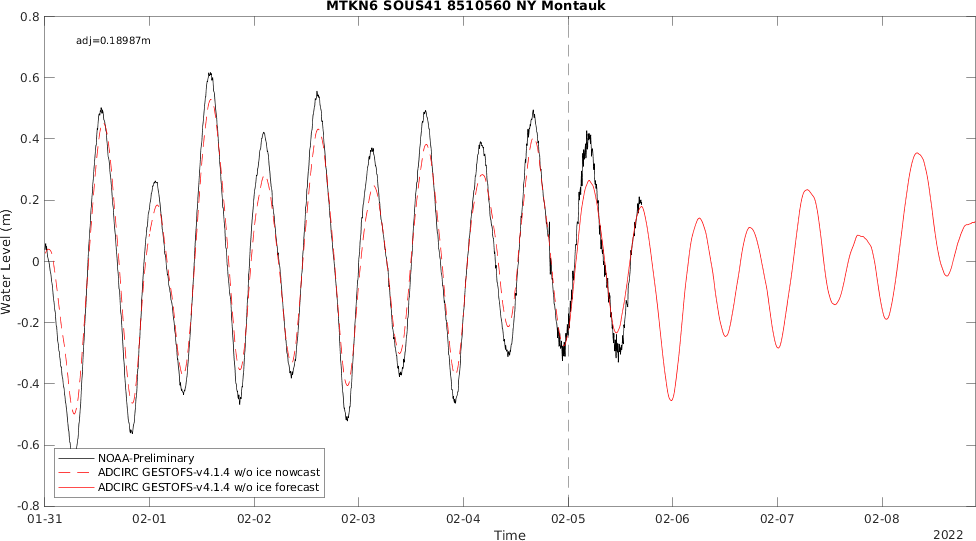 MTKN6 SOUS41 8510560 NY Montauk
adj=0.18987m
0.8
0.6
0.4
0.2
0
-0.2
-0.4
-0.6
-0.8
Water Level (m)
NOAA-Preliminary
ADCIRC GESTOFS-v4.1.4 w/o ice nowcast
ADCIRC GESTOFS-v4.1.4 w/o ice forecast
01-31 02-01 02-02 02-03 02-04 02-05 02-06 02-07 02-08
Time
2022